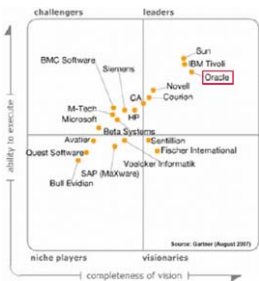 challengers
leaders
Sun
IBM Tivoli
Oracle
BMC Software
Siemens
Novell
Courion
CA
M-Tech
HP
Microsoft
Beta Systems
Avatier
Sentillion
Quest Software
Fischer International
Voelcker Informatik
SAP (MaXware)
Bull Evidian
ability to execute
Source: Gartner (August 2007)
niche players
visionaries
completeness of vision